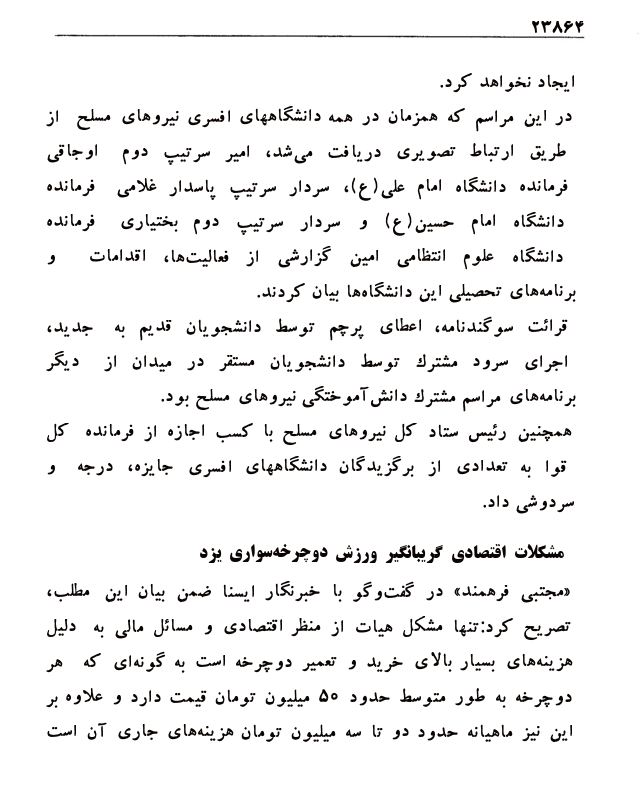 ۲۳۸۶۴
ایجاد نخواهد کرد.
در این مراسم که همزمان در همه دانشگاههای افسری نیروهای مسلح از
طریق ارتباط تصویری دریافت می‌شد، امیر سرتیپ دوم اوجاقی
فرمانده دانشگاه امام علی(ع)، سردار سرتیپ پاسدار غلامی فرمانده
دانشگاه امام حسین(ع) و سردار سرتیپ دوم بختیاری فرمانده
دانشگاه علوم انتظامی امین گزارشی از فعالیت‌ها، اقدامات و
برنامه‌های تحصیلی این دانشگاه‌ها بیان کردند.
قرائت سوگندنامه، اعطای پرچم توسط دانشجویان قدیم به جدید،
اجرای سرود مشترك توسط دانشجویان مستقر در میدان از دیگر
برنامه‌های مراسم مشترك دانش‌آموختگی نیروهای مسلح بود.
همچنین رئیس ستاد کل نیروهای مسلح با کسب اجازه از فرمانده کل
قوا به تعدادی از برگزیدگان دانشگاههای افسری جایزه، درجه و
سردوشی داد.
مشکلات اقتصادی گریبانگیر ورزش دوچرخه‌سواری یزد
«مجتبی فرهمند» در گفت‌وگو با خبرنگار ایسنا ضمن بیان این مطلب،
تصریح کرد:تنها مشکل هیات از منظر اقتصادی و مسائل مالی به دلیل
هزینه‌های بسیار بالای خرید و تعمیر دوچرخه است به گونه‌ای که هر
دوچرخه به طور متوسط حدود ۵۰ میلیون تومان قیمت دارد و علاوه بر
این نیز ماهیانه حدود دو تا سه میلیون تومان هزینه‌های جاری آن است